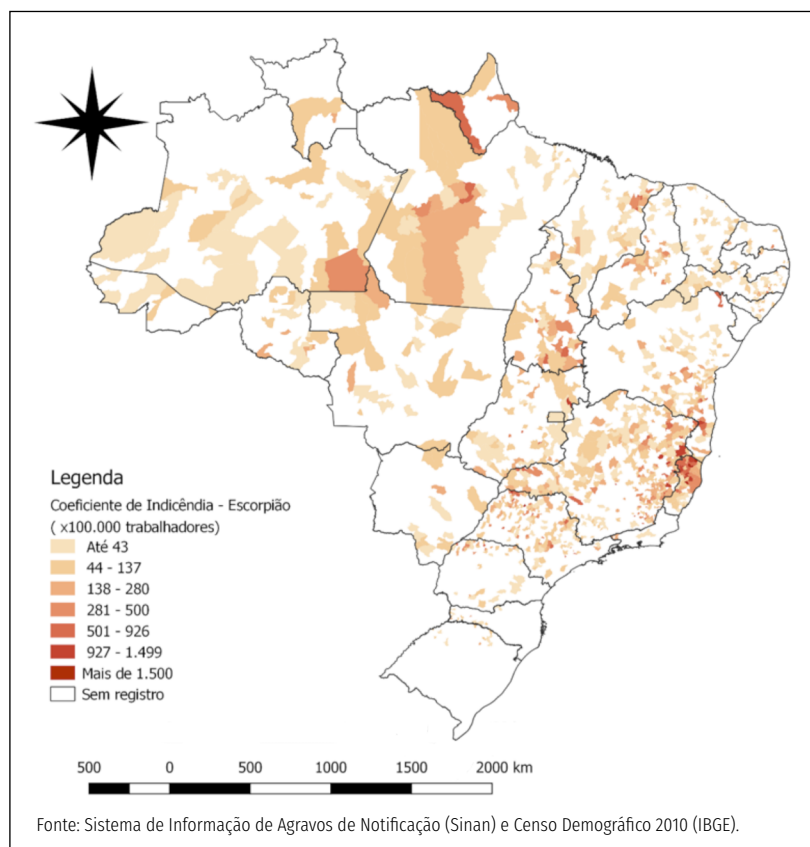 Legenda
Coeficiente de Indicêndia - Escorpião
( x100.000 trabalhadores)
Até 43
44 - 137
138 - 280
281 - 500
501 - 926
927 - 1.499
Mais de 1.500
Sem registro
500 0 500 1000 1500 2000 km
Fonte: Sistema de Informação de Agravos de Notificação (Sinan) e Censo Demográfico 2010 (IBGE).